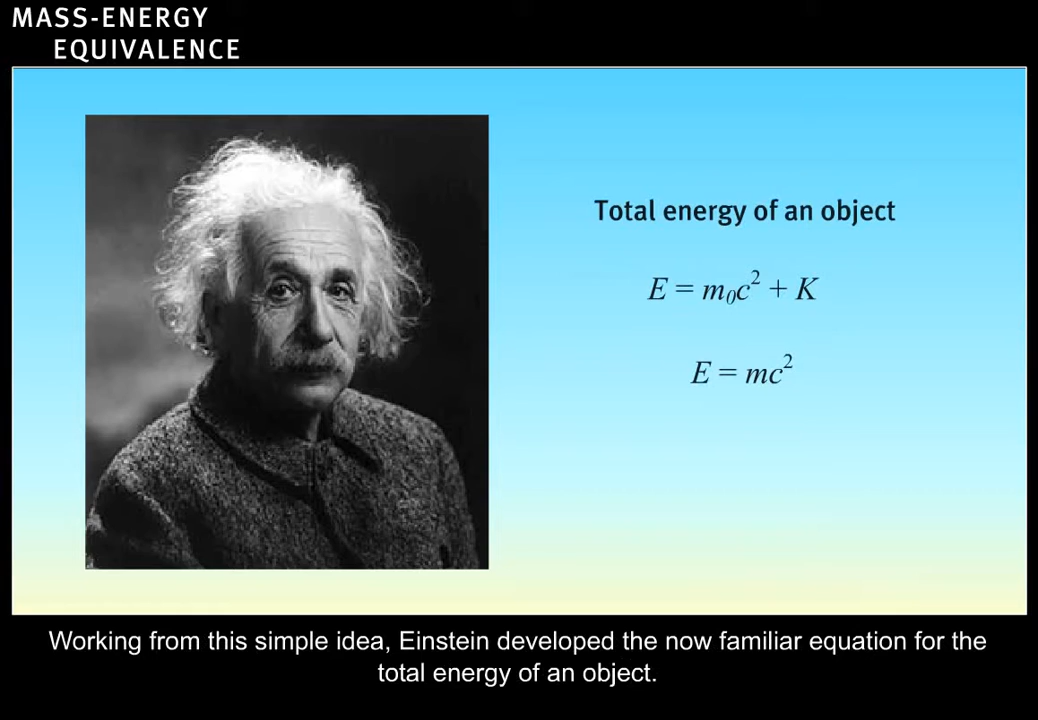 MASS-ENERGY
EQUIVALENCE
Total energy of an object
E = m₀c² + K
E = mc²
Working from this simple idea, Einstein developed the now familiar equation for the
total energy of an object.